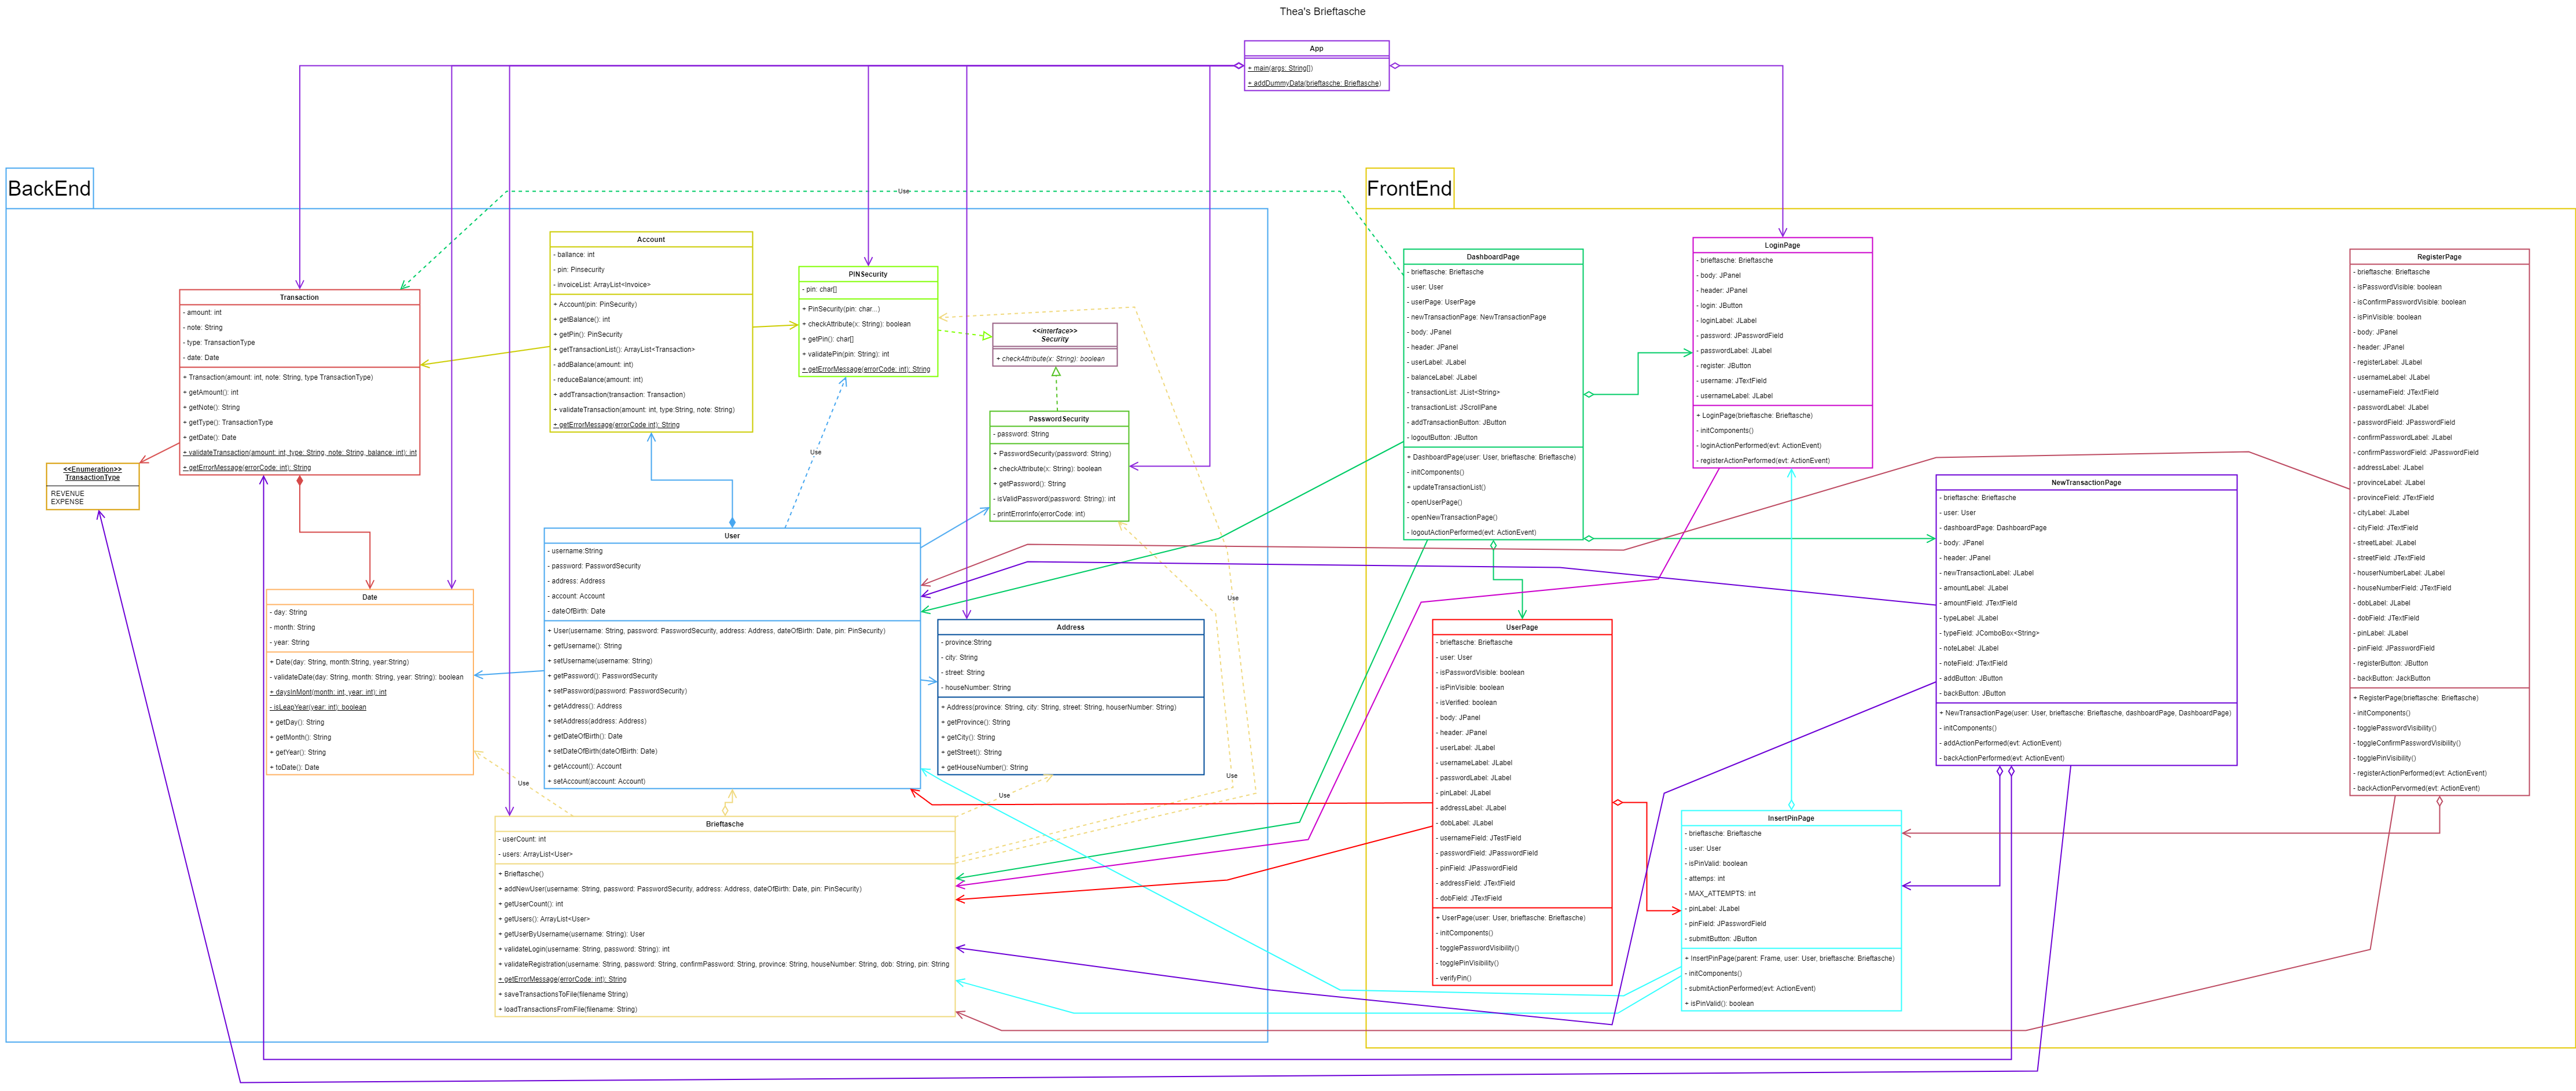 Thea's Brieftasche
App
+ main(args: String[])
+ addDummyData(brieftasche: Brieftasche)
BackEnd
Use
Account
- ballance: int
- pin: Pinsecurity
- invoiceList: ArrayList<Invoice>
+ Account(pin: PinSecurity)
+ getBalance(): int
+ getPin(): PinSecurity
+ getTransactionList(): ArrayList<Transaction>
- addBalance(amount: int)
- reduceBalance(amount: int)
+ addTransaction(transaction: Transaction)
+ validateTransaction(amount: int, type:String, note: String)
+ getErrorMessage(errorCode int): String
PINSecurity
- pin: char[]
+ PinSecurity(pin: char...)
+ checkAttribute(x: String): boolean
+ getPin(): char[]
+ validatePin(pin: String): int
+ getErrorMessage(errorCode: int): String
<<interface>>
Security
+ checkAttribute(x: String): boolean
Transaction
- amount: int
- note: String
- type: TransactionType
- date: Date
+ Transaction(amount: int, note: String, type TransactionType)
+ getAmount(): int
+ getNote(): String
+ getType(): TransactionType
+ getDate(): Date
+ validateTransaction(amount: int, type: String, note: String, balance: int): int
+ getErrorMessage(errorCode: int): String
<<Enumeration>>
TransactionType
REVENUE
EXPENSE
PasswordSecurity
- password: String
+ PasswordSecurity(password: String)
+ checkAttribute(x: String): boolean
+ getPassword(): String
- isValidPassword(password: String): int
- printErrorInfo(errorCode: int)
Use
User
- username:String
- password: PasswordSecurity
- address: Address
- account: Account
- dateOfBirth: Date
+ User(username: String, password: PasswordSecurity, address: Address, dateOfBirth: Date, pin: PinSecurity)
+ getUsername(): String
+ setUsername(username: String)
+ getPassword(): PasswordSecurity
+ setPassword(password: PasswordSecurity)
+ getAddress(): Address
+ setAddress(address: Address)
+ getDateOfBirth(): Date
+ setDateOfBirth(dateOfBirth: Date)
+ getAccount(): Account
+ setAccount(account: Account)
Date
- day: String
- month: String
- year: String
+ Date(day: String, month:String, year:String)
- validateDate(day: String, month: String, year: String): boolean
+ daysInMont(month: int, year: int): int
- isLeapYear(year: int): boolean
+ getDay(): String
+ getMonth(): String
+ getYear(): String
+ toDate(): Date
Use
Address
- province:String
- city: String
- street: String
- houseNumber: String
+ Address(province: String, city: String, street: String, houserNumber: String)
+ getProvince(): String
+ getCity(): String
+ getStreet(): String
+ getHouseNumber(): String
Use
Use
Use
Brieftasche
- userCount: int
- users: ArrayList<User>
+ Brieftasche()
+ addNewUser(username: String, password: PasswordSecurity, address: Address, dateOfBirth: Date, pin: PinSecurity)
+ getUserCount(): int
+ getUsers(): ArrayList<User>
+ getUserByUsername(username: String): User
+ validateLogin(username: String, password: String): int
+ validateRegistration(username: String, password: String, confirmPassword: String, province: String, houseNumber: String, dob: String, pin: String
+ getErrorMessage(errorCode: int): String
+ saveTransactionsToFile(filename String)
+ loadTransactionsFromFile(filename: String)
FrontEnd
DashboardPage
- brieftasche: Brieftasche
- user: User
- userPage: UserPage
- newTransactionPage: NewTransactionPage
- body: JPanel
- header: JPanel
- userLabel: JLabel
- balanceLabel: JLabel
- transactionList: JList<String>
- transactionList: JScrollPane
- addTransactionButton: JButton
- logoutButton: JButton
+ DashboardPage(user: User, brieftasche: Brieftasche)
- initComponents()
+ updateTransactionList()
- openUserPage()
- openNewTransactionPage()
- logoutActionPerformed(evt: ActionEvent)
LoginPage
- brieftasche: Brieftasche
- body: JPanel
- header: JPanel
- login: JButton
- loginLabel: JLabel
- password: JPasswordField
- passwordLabel: JLabel
- register: JButton
- username: JTextField
- usernameLabel: JLabel
+ LoginPage(brieftasche: Brieftasche)
- initComponents()
- loginActionPerformed(evt: ActionEvent)
- registerActionPerformed(evt: ActionEvent)
RegisterPage
- brieftasche: Brieftasche
- isPasswordVisible: boolean
- isConfirmPasswordVisible: boolean
- isPinVisible: boolean
- body: JPanel
- header: JPanel
- registerLabel: JLabel
- usernameLabel: JLabel
- usernameField: JTextField
- passwordLabel: JLabel
- passwordField: JPasswordField
- confirmPasswordLabel: JLabel
- confirmPasswordField: JPasswordField
- addressLabel: JLabel
- provinceLabel: JLabel
- provinceField: JTextField
- cityLabel: JLabel
- cityField: JTextField
- streetLabel: JLabel
- streetField: JTextField
- houserNumberLabel: JLabel
- houseNumberField: JTextField
- dobLabel: JLabel
- dobField: JTextField
- pinLabel: JLabel
- pinField: JPasswordField
- registerButton: JButton
- backButton: JackButton
+ RegisterPage(brieftasche: Brieftasche)
- initComponents()
- togglePasswordVisibility()
- toggleConfirmPasswordVisibility()
- togglePinVisibility()
- registerActionPerformed(evt: ActionEvent)
- backActionPervormed(evt: ActionEvent)
NewTransactionPage
- brieftasche: Brieftasche
- user: User
- dashboardPage: DashboardPage
- body: JPanel
- header: JPanel
- newTransactionLabel: JLabel
- amountLabel: JLabel
- amountField: JTextField
- typeLabel: JLabel
- typeField: JComboBox<String>
- noteLabel: JLabel
- noteField: JTextField
- addButton: JButton
- backButton: JButton
+ NewTransactionPage(user: User, brieftasche: Brieftasche, dashboardPage, DashboardPage)
- initComponents()
- addActionPerformed(evt: ActionEvent)
- backActionPerformed(evt: ActionEvent)
UserPage
- brieftasche: Brieftasche
- user: User
- isPasswordVisible: boolean
- isPinVisible: boolean
- isVerified: boolean
- body: JPanel
- header: JPanel
- userLabel: JLabel
- usernameLabel: JLabel
- passwordLabel: JLabel
- pinLabel: JLabel
- addressLabel: JLabel
- dobLabel: JLabel
- usernameField: JTestField
- passwordField: JPasswordField
- pinField: JPasswordField
- addressField: JTextField
- dobField: JTextField
+ UserPage(user: User, brieftasche: Brieftasche)
- initComponents()
- togglePasswordVisibility()
- togglePinVisibility()
- verifyPin()
InsertPinPage
- brieftasche: Brieftasche
- user: User
- isPinValid: boolean
- attemps: int
- MAX_ATTEMPTS: int
- pinLabel: JLabel
- pinField: JPasswordField
- submitButton: JButton
+ InsertPinPage(parent: Frame, user: User, brieftasche: Brieftasche)
- initComponents()
- submitActionPerformed(evt: ActionEvent)
+ isPinValid(): boolean